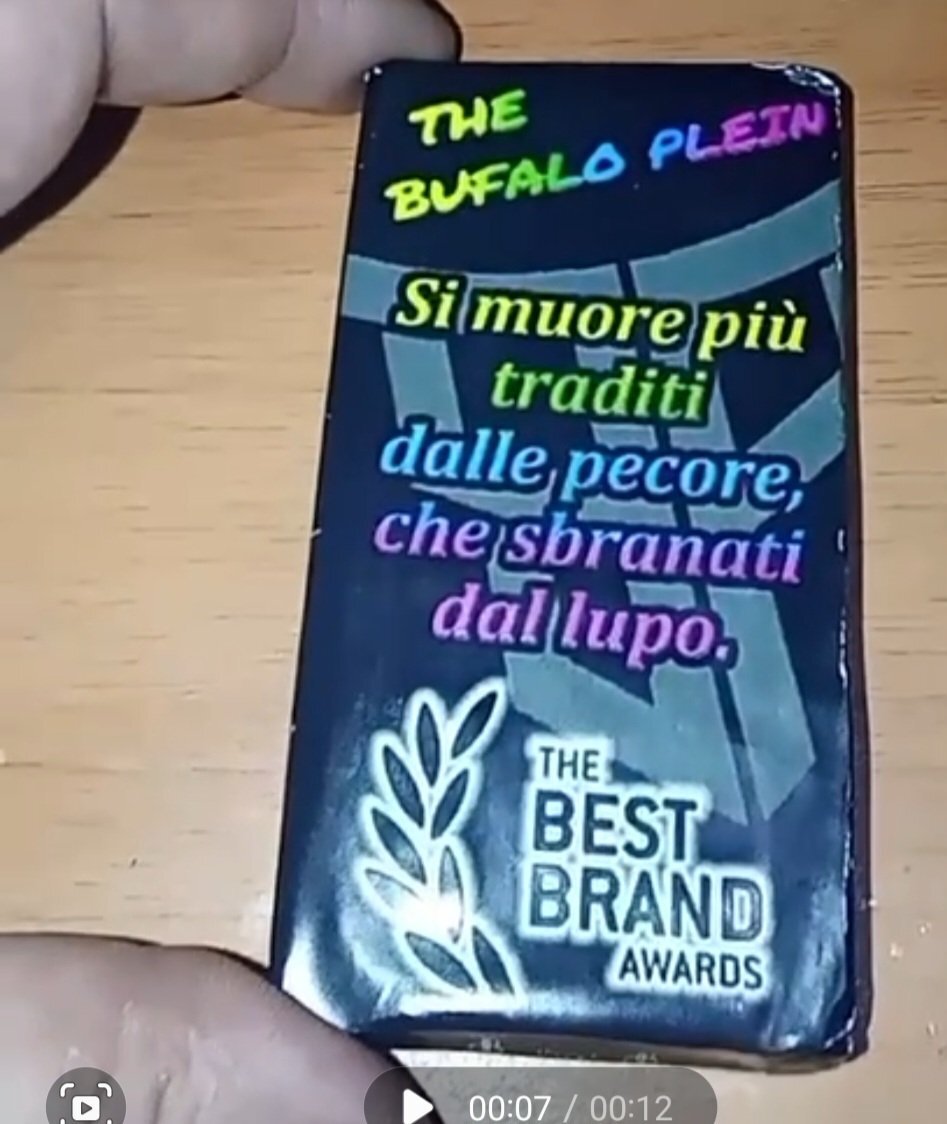 THE
BUFALO PLEIN
Si muore più
traditi
dalle pecore,
che sbranati
dal lupo.
THE
BEST
BRAND
AWARDS
00:07 / 00:12